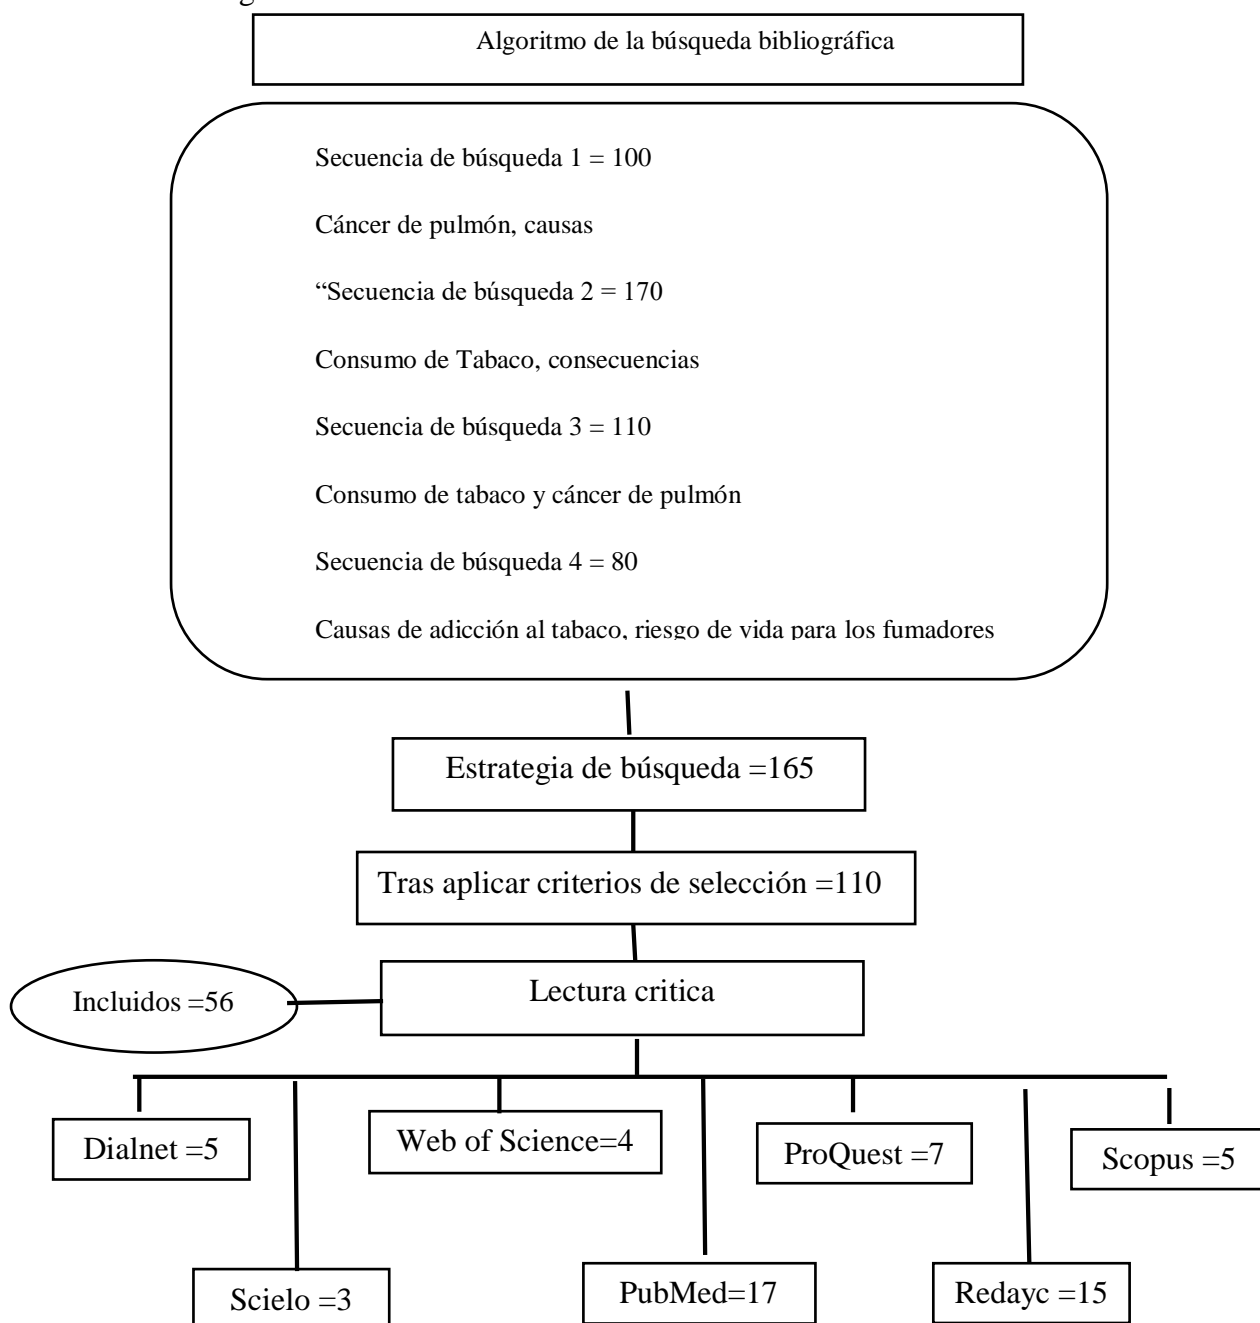 Algoritmo de la búsqueda bibliográfica
Secuencia de búsqueda 1 = 100
Cáncer de pulmón, causas
“Secuencia de búsqueda 2 = 170
Consumo de Tabaco, consecuencias
Secuencia de búsqueda 3 = 110
Consumo de tabaco y cáncer de pulmón
Secuencia de búsqueda 4 = 80
Causas de adicción al tabaco, riesgo de vida para los fumadores
Estrategia de búsqueda =165
Tras aplicar criterios de selección =110
Incluidos =56
Lectura critica
Dialnet =5
Web of Science=4
ProQuest =7
Scopus =5
Scielo =3
PubMed=17
Redayc =15